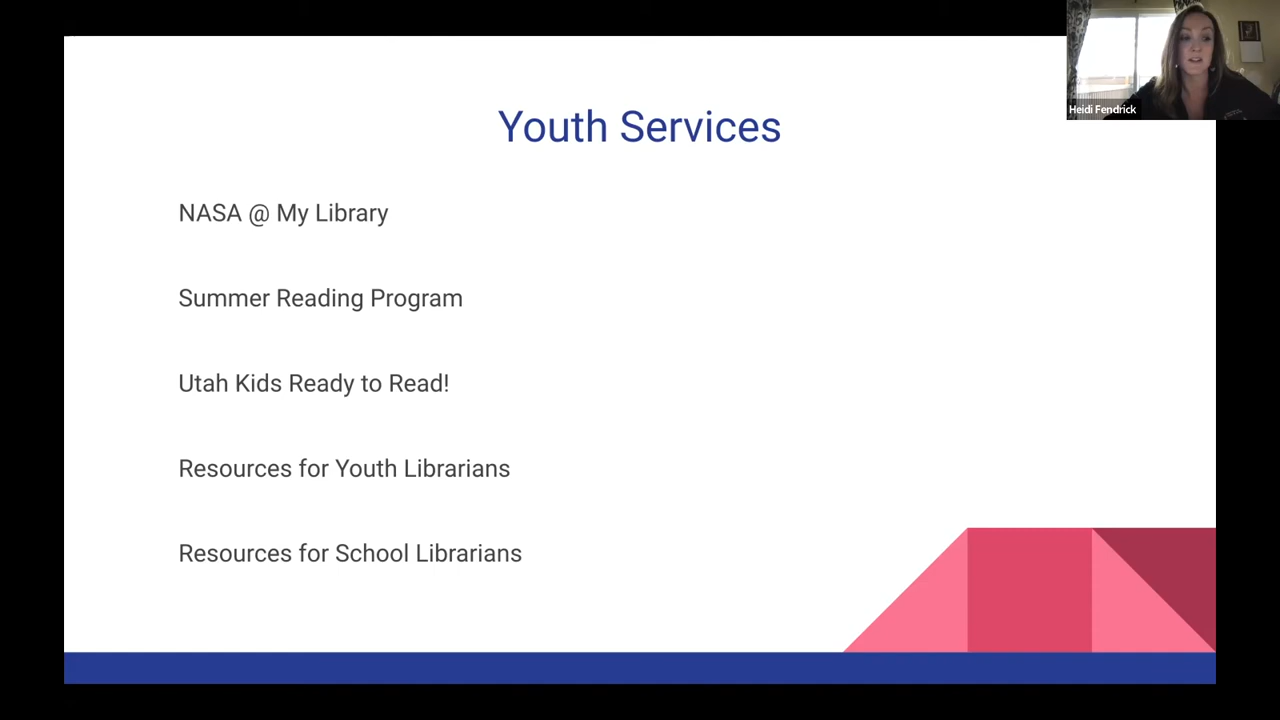 Youth Services
NASA @ My Library
Summer Reading Program
Utah Kids Ready to Read!
Resources for Youth Librarians
Resources for School Librarians
Heidi Fendrick